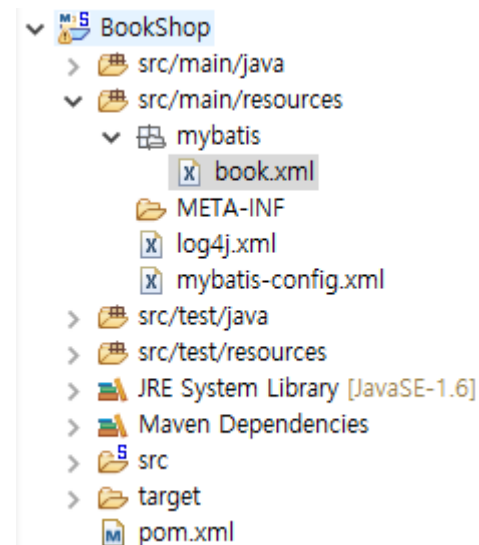 BookShop
src/main/java
src/main/resources
mybatis
book.xml
META-INF
log4j.xml
mybatis-config.xml
src/test/java
src/test/resources
JRE System Library [JavaSE-1.6]
Maven Dependencies
src
target
pom.xml